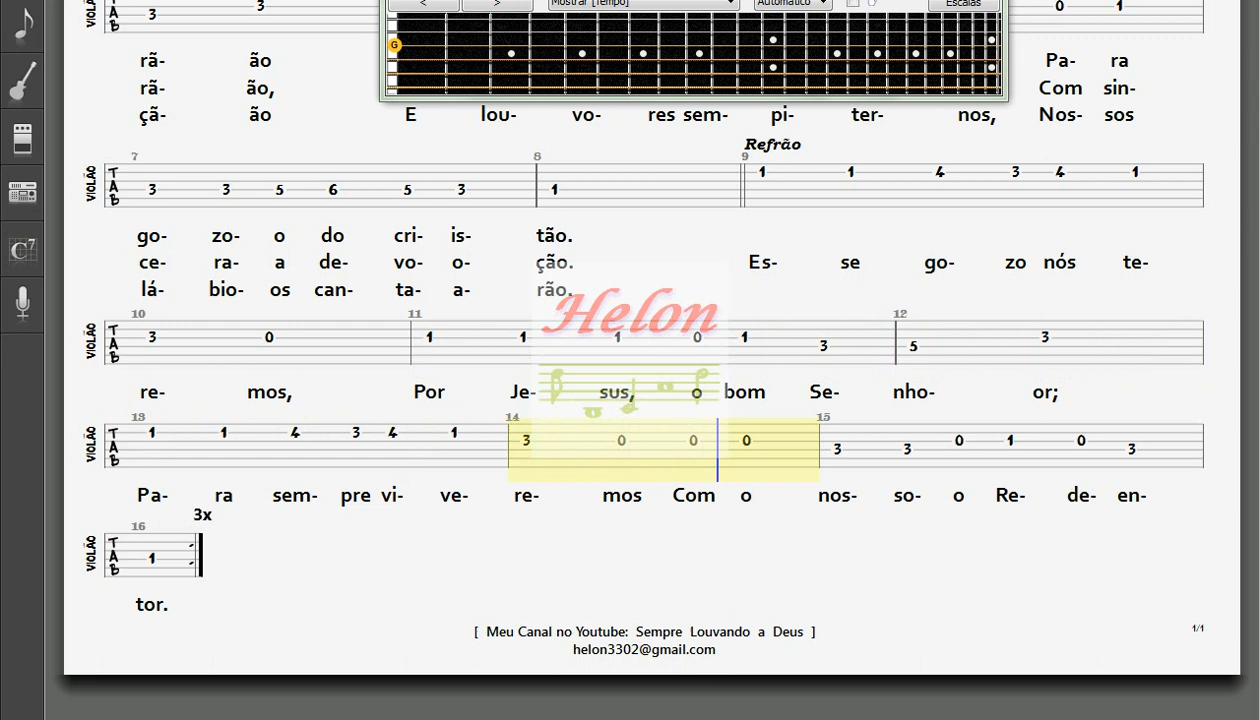 < > Mostrar [Tempo] Automático Escalas
3 3 0 1
G
rã- ão Pa- ra
rã- ão, Com sin-
çã- ão E lou- vo- res sem- pi- ter- nos, Nos- sos
Refrão
7 8 9
VIOLÃO TAB 3 3 5 6 5 3 1 1 1 4 3 4 1
go- zo- o do cri- is- tão.
ce- ra- a de- vo- o- ção. Es- se go- zo nós te-
lá- bio- os can- ta- a- rão.
Helon
10 11 12
VIOLÃO TAB 3 0 1 1 1 0 1 3 5 3
re- mos, Por Je- sus, o bom Se- nho- or;
13 14 15
VIOLÃO TAB 1 1 4 3 4 1 3 0 0 0 3 3 0 1 0 3
Pa- ra sem- pre vi- ve- re- mos Com o nos- so- o Re- de- en-
3x
16
VIOLÃO TAB 1
tor.
[ Meu Canal no Youtube: Sempre Louvando a Deus ]
1/1
helon3302@gmail.com
C7